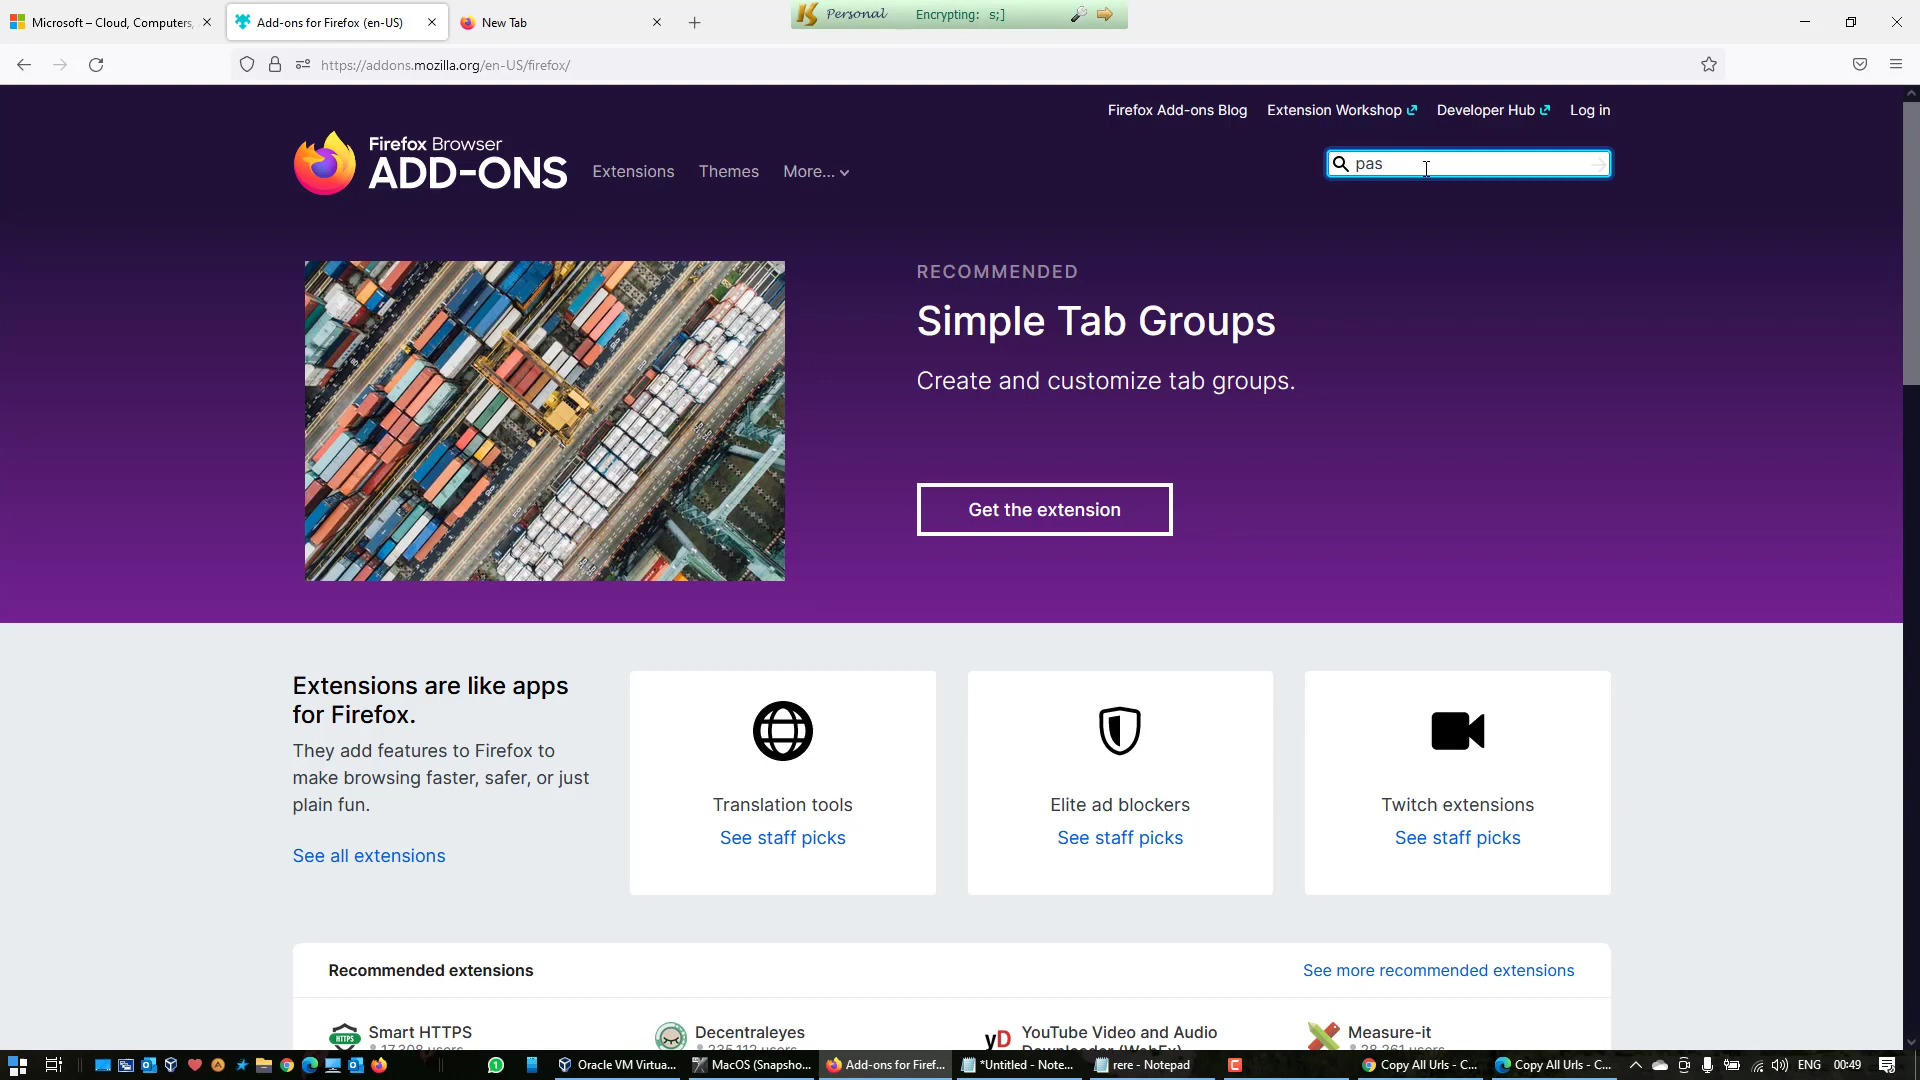 Microsoft – Cloud, Computers,
Add-ons for Firefox (en-US)
New Tab
Personal
Encrypting: s;]
https://addons.mozilla.org/en-US/firefox/
Firefox Add-ons Blog
Extension Workshop
Developer Hub
Log in
Firefox Browser
ADD-ONS
Extensions
Themes
More...
pas
RECOMMENDED
Simple Tab Groups
Create and customize tab groups.
Get the extension
Extensions are like apps
for Firefox.
They add features to Firefox to
make browsing faster, safer, or just
plain fun.
See all extensions
Translation tools
See staff picks
Elite ad blockers
See staff picks
Twitch extensions
See staff picks
Recommended extensions
See more recommended extensions
HTTPS
Smart HTTPS
17,308 users
Decentraleyes
235,112 users
yD
YouTube Video and Audio
Downloader (WebEx)
Measure-it
28,261 users
Oracle VM Virtua...
MacOS (Snapsho...
Add-ons for Firef...
*Untitled - Note...
rere - Notepad
Copy All Urls - C...
Copy All Urls - C...
ENG
00:49